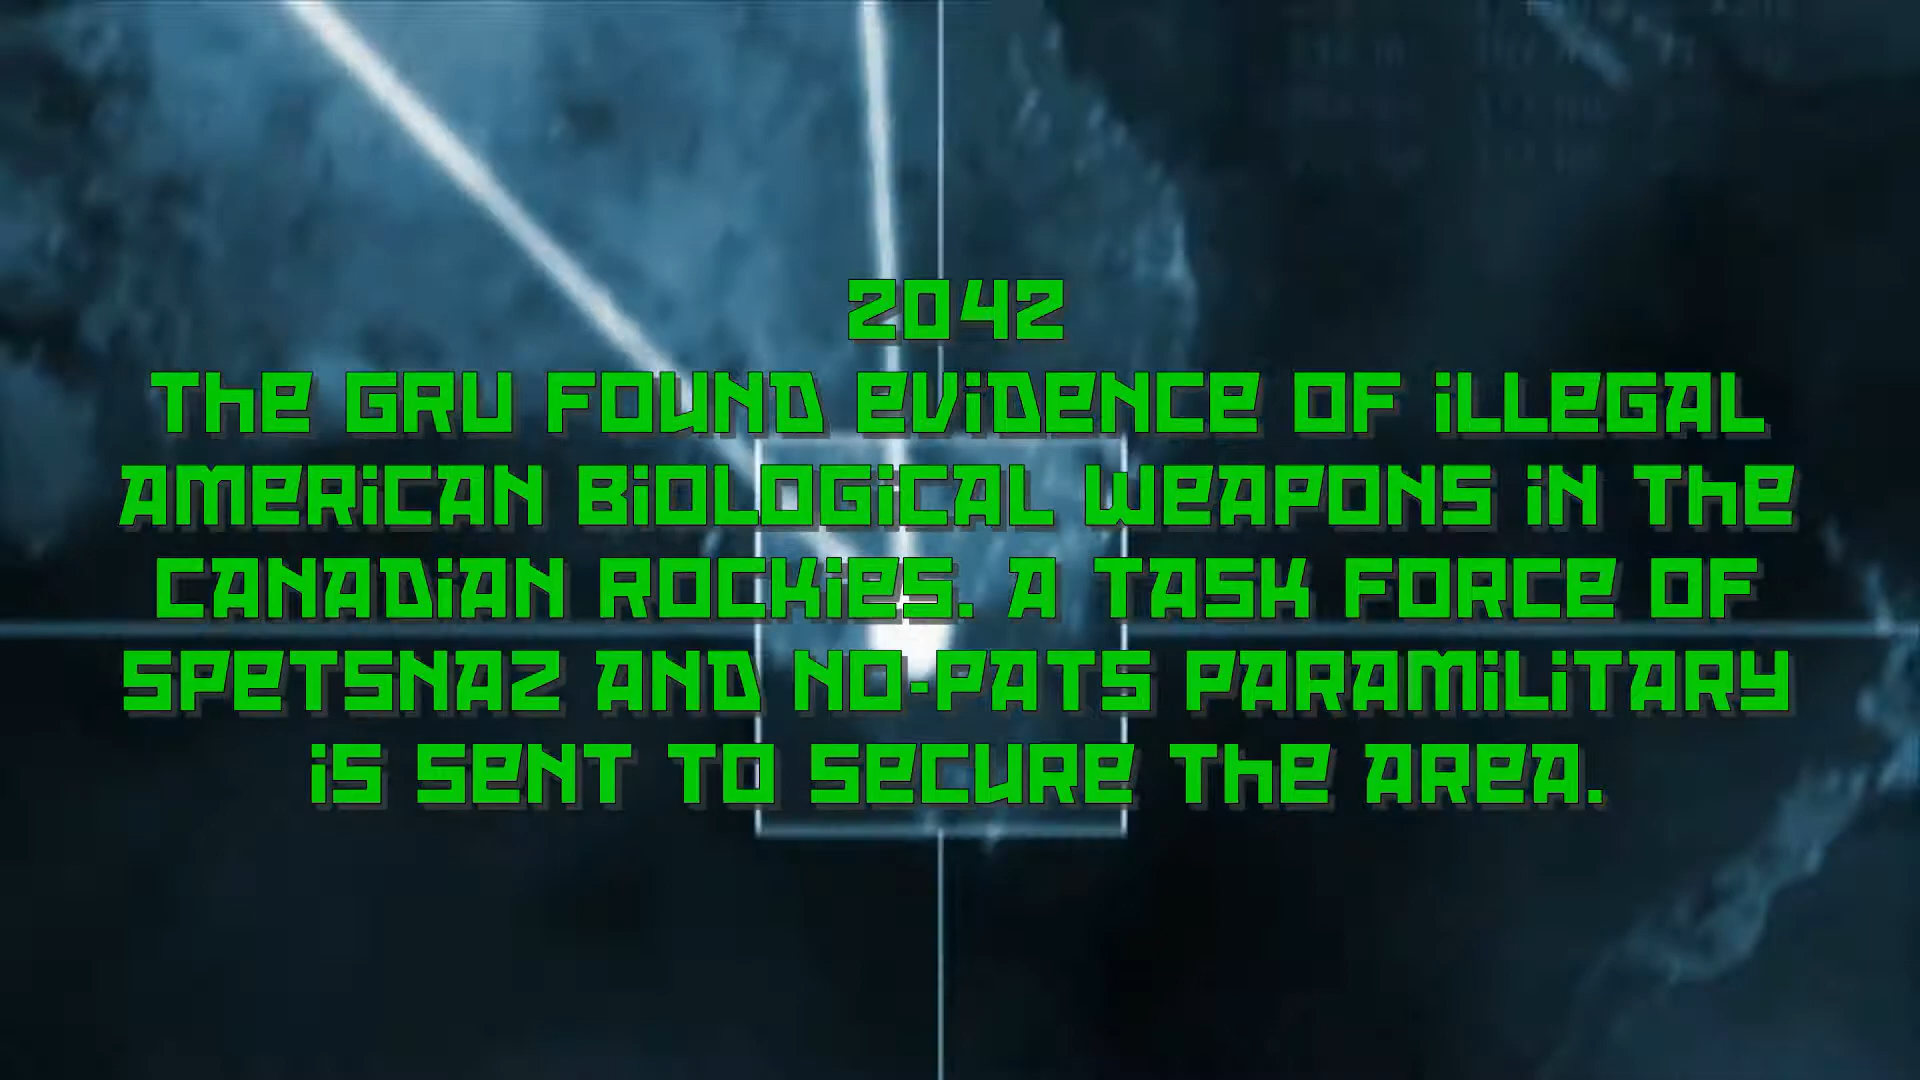 2042
The GRU FOUND eViDeNCe OF iLLeGAL
AMeRiCAN BiOLOGiCAL WeAPONS iN The
CANADiAN ROCKieS. A TASK FORCe OF
SPeTSNAZ AND NO-PATS PARAMiLiTARY
iS SeNT TO SeCURe The AReA.